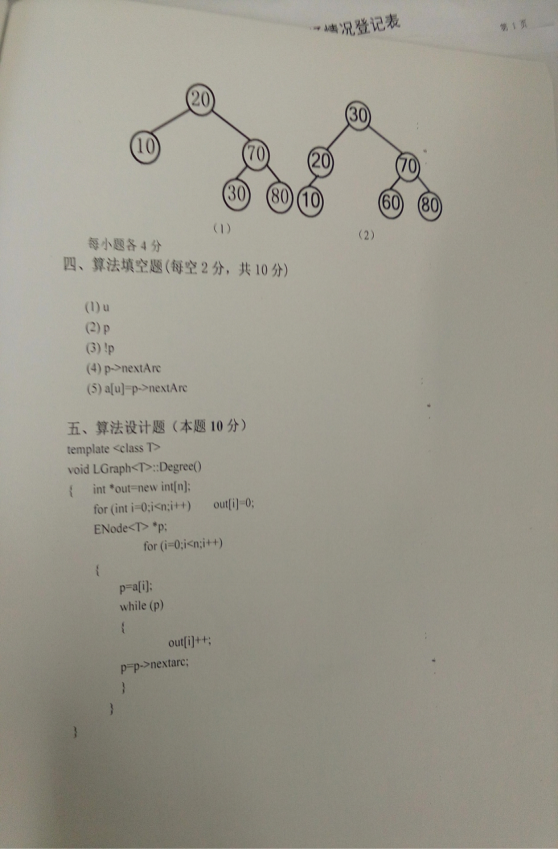 情况登记表
第 1 页
20
10
70
30
80
(1)
30
20
70
10
60
80
(2)
每小题各 4 分
四、算法填空题(每空 2 分，共 10 分)
(1) u
(2) p
(3) !p
(4) p->nextArc
(5) a[u]=p->nextArc
五、算法设计题（本题 10 分）
template <class T>
void LGraph<T>::Degree()
{ int *out=new int[n];
for (int i=0;i<n;i++) out[i]=0;
ENode<T> *p;
for (i=0;i<n;i++)
{
p=a[i];
while (p)
{
out[i]++;
p=p->nextarc;
}
}
}